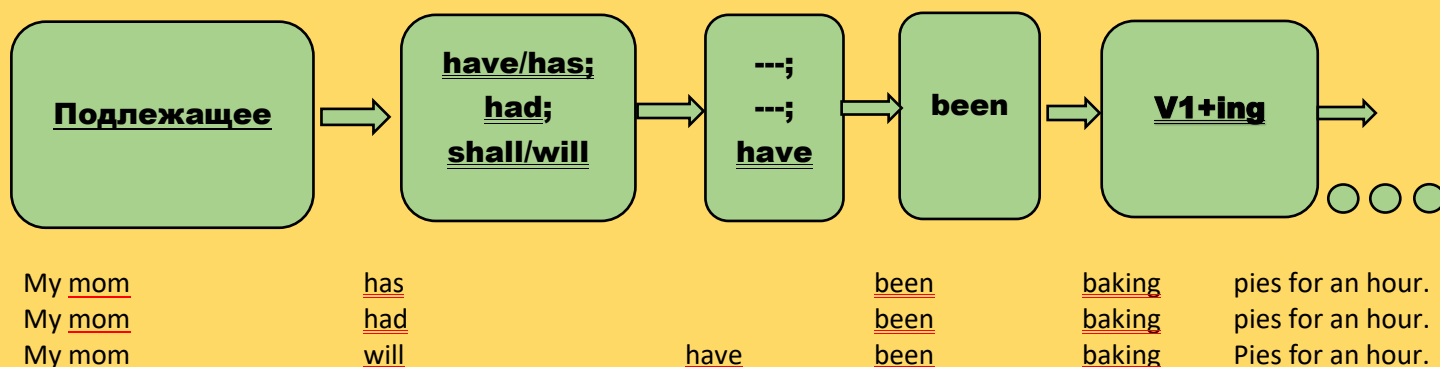 Подлежащее
have/has;
had;
shall/will
---;
---;
have
been
V1+ing
My mom has been baking pies for an hour.
My mom had been baking pies for an hour.
My mom will have been baking Pies for an hour.